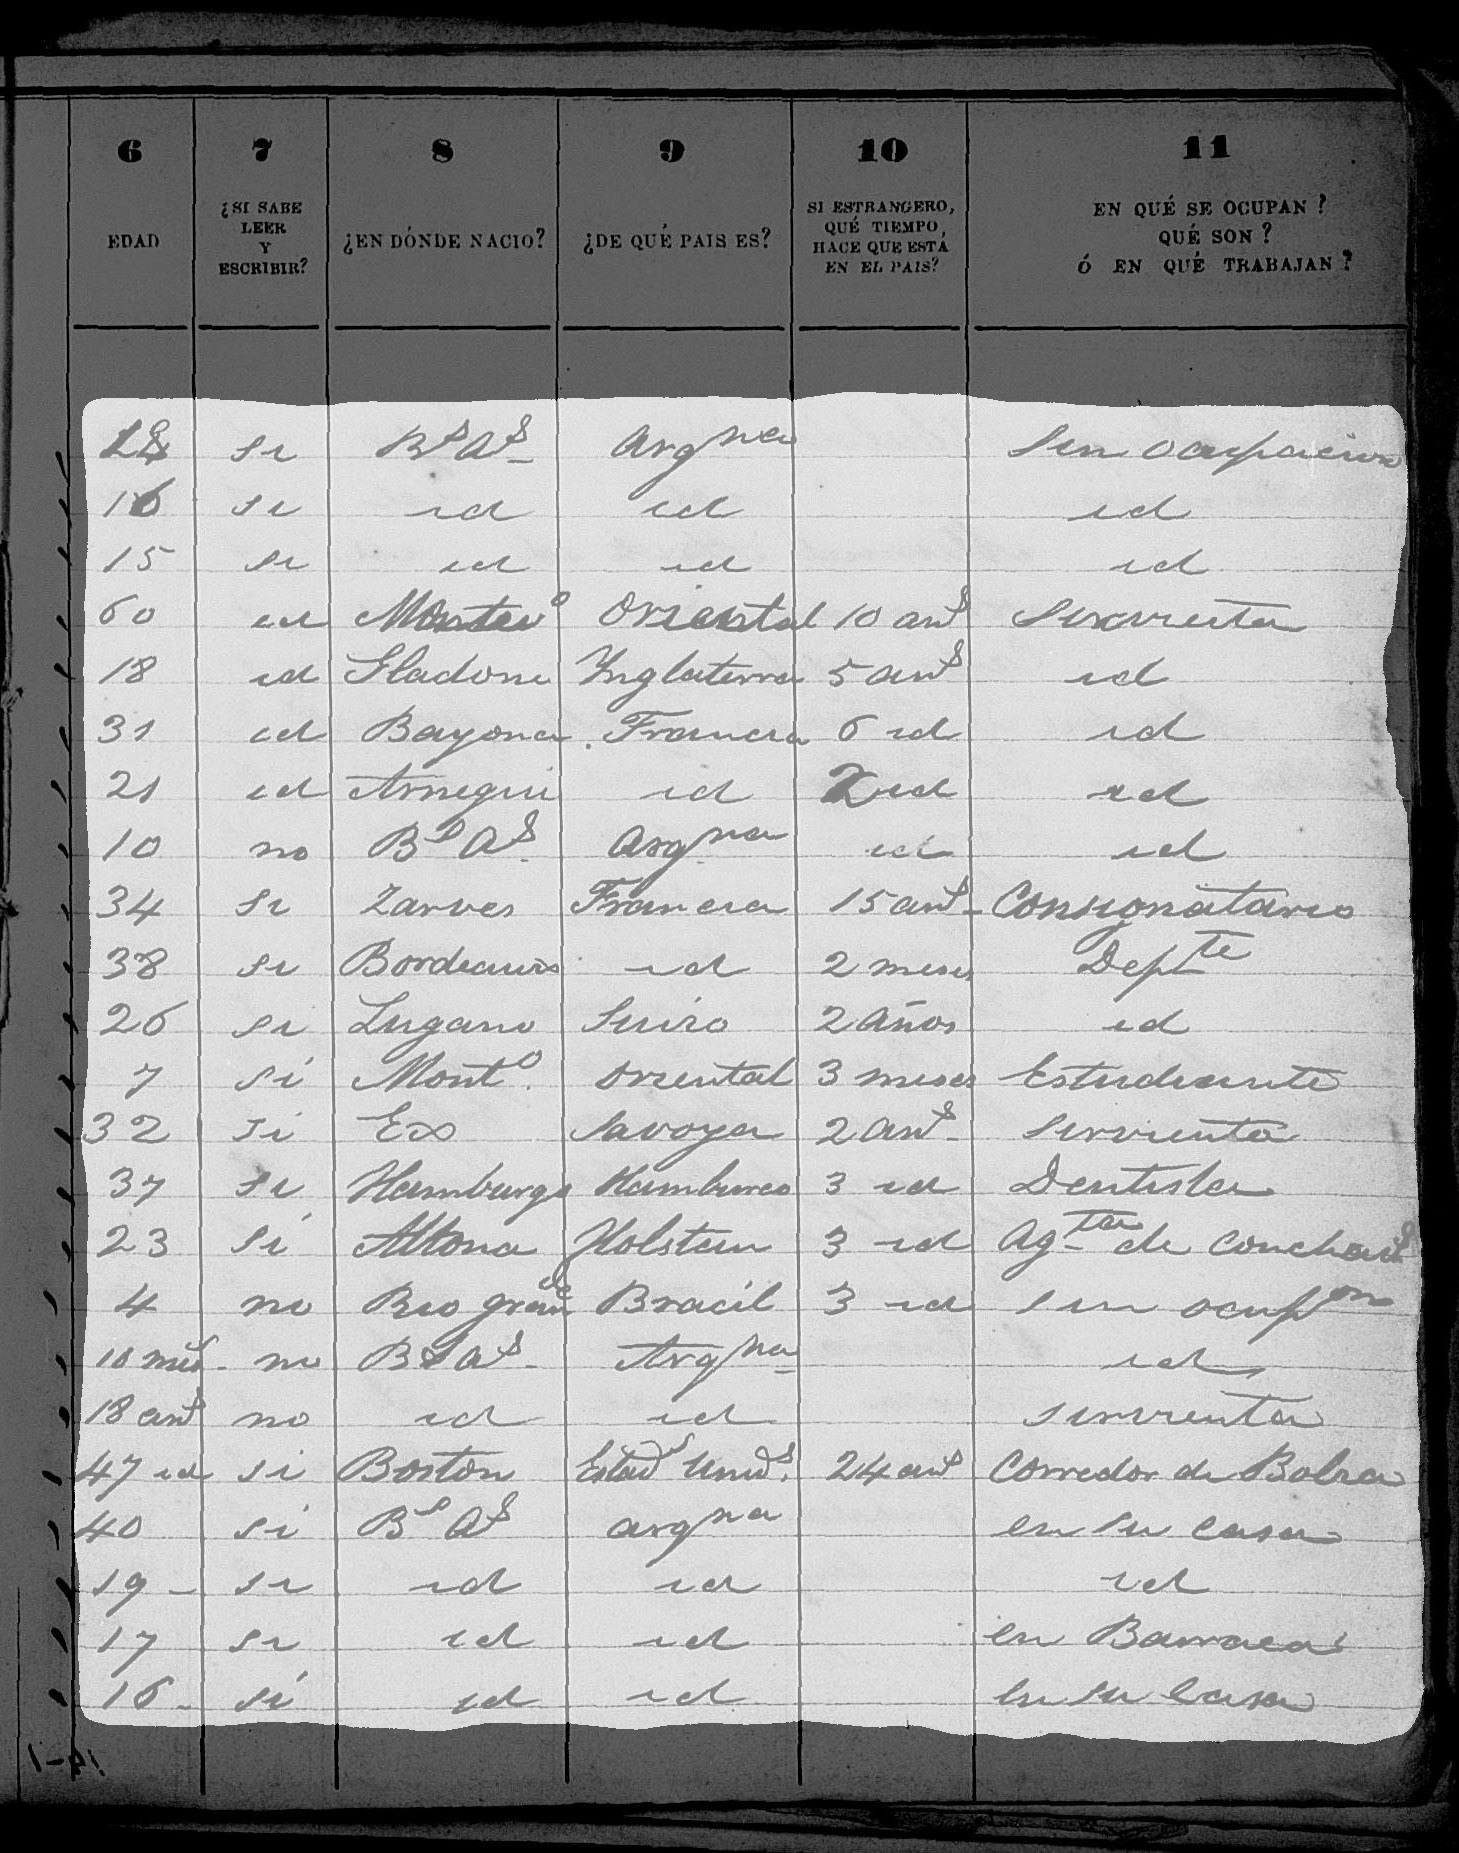 6 7 8 9 10 11
EDAD ¿SI SABE LEER Y ESCRIBIR? ¿EN DÓNDE NACIO? ¿DE QUÉ PAIS ES? SI ESTRANGERO, QUÉ TIEMPO, HACE QUE ESTÁ EN EL PAIS? EN QUÉ SE OCUPAN? QUÉ SON? Ó EN QUÉ TRABAJAN?
si Bs As Argna Sin ocupacion
16 si id id id
15 si id id id
60 id Montevo Oriental 10 ans Sirvienta
18 id Gladone Ynglaterra 5 ans id
31 id Bayona Francia 6 id id
21 id Arnegui id 2 id id
10 no Bs As Argna id id
34 si Zarves Francia 15 ans Consignatario
38 si Bordeaux id 2 meses Depte
26 si Lugano Suizo 2 años id
7 si Monto. Oriental 3 meses Estudiante
32 si Ex Savoya 2 ans Sirvienta
37 si Hamburgo Hamburgo 3 id Dentista
23 si Altona Holstein 3 id Agta de
4 no Rio grande Bracil 3 id Sin ocupon
10 mes no Bs As Argna id
18 ans no id id sirvienta
47 id si Boston Estads Unids. 24 ans Corredor de Bolsa
40 si Bs As argna en su casa
19 - si id id id
17 si id id en Barracas
16 - si id id en su casa